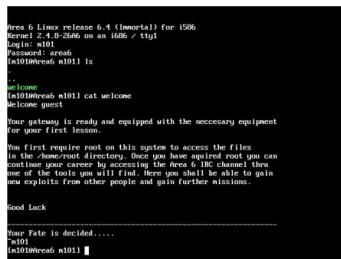 Area 6 Linux release 6.4 (Immortal) for i586
Kernel 2.4.8-26A6 on an i686 / tty1
Login: m101
Password: area6
[m101@Area6 m101] ls
.
..
welcome
[m101@Area6 m101] cat welcome
Welcome guest
Your gateway is ready and equipped with the neccesary equipment
for your first lesson.
You first require root on this system to access the files
in the /home/root directory. Once you have aquired root you can
continue your career by accessing the Area 6 IRC channel thru
one of the tools you will find. Here you shall be able to gain
new exploits from other people and gain further missions.
Good Luck
Your Fate is decided.....
~m101
[m101@Area6 m101]